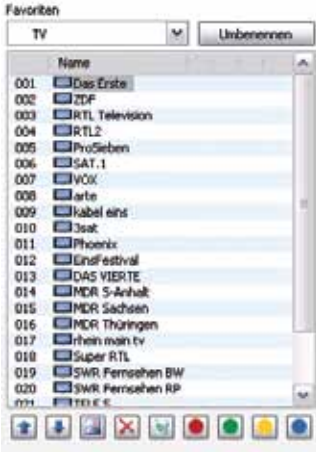 Favoriten
TV Umbenennen
Name
001 Das Erste
002 ZDF
003 RTL Television
004 RTL2
005 ProSieben
006 SAT.1
007 VOX
008 arte
009 kabel eins
010 3sat
011 Phoenix
012 EinsFestival
013 DAS VIERTE
014 MDR S-Anhalt
015 MDR Sachsen
016 MDR Thüringen
017 rhein main tv
018 Super RTL
019 SWR Fernsehen BW
020 SWR Fernsehen RP
021 TELE 5